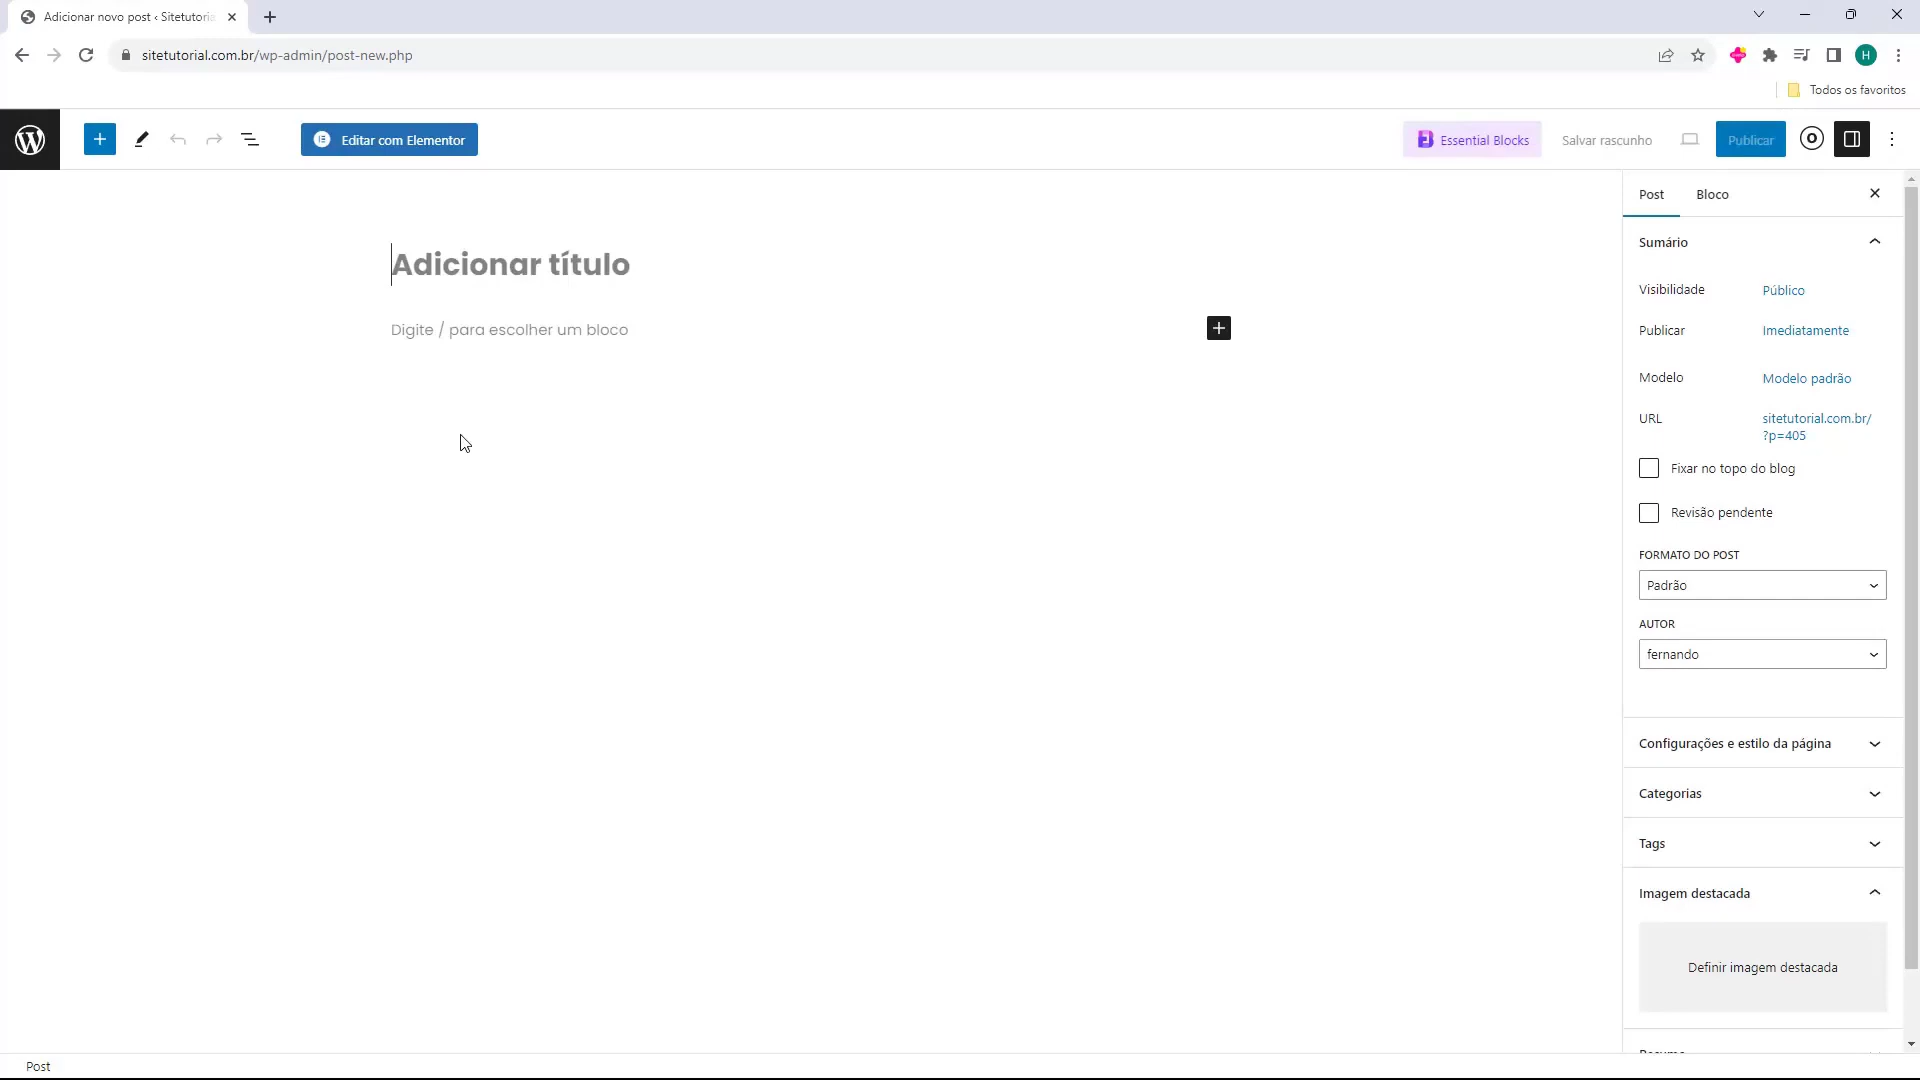 Adicionar novo post ‹ Sitetutoria
sitetutorial.com.br/wp-admin/post-new.php
H
Todos os favoritos
Editar com Elementor
Essential Blocks
Salvar rascunho
Publicar
Post
Bloco
Adicionar título
Digite / para escolher um bloco
Sumário
Visibilidade
Público
Publicar
Imediatamente
Modelo
Modelo padrão
URL
sitetutorial.com.br/
?p=405
Fixar no topo do blog
Revisão pendente
FORMATO DO POST
Padrão
AUTOR
fernando
Configurações e estilo da página
Categorias
Tags
Imagem destacada
Definir imagem destacada
Post